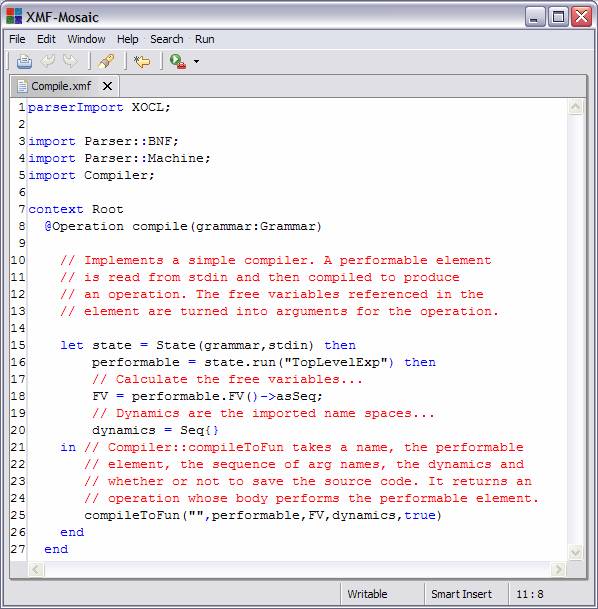 XMF-Mosaic
File Edit Window Help Search Run
Compile.xmf
1 parserImport XOCL;
2
3 import Parser::BNF;
4 import Parser::Machine;
5 import Compiler;
6
7 context Root
8   @Operation compile(grammar:Grammar)
9
10     // Implements a simple compiler. A performable element
11     // is read from stdin and then compiled to produce
12     // an operation. The free variables referenced in the
13     // element are turned into arguments for the operation.
14
15     let state = State(grammar,stdin) then
16         performable = state.run("TopLevelExp") then
17         // Calculate the free variables...
18         FV = performable.FV()->asSeq;
19         // Dynamics are the imported name spaces...
20         dynamics = Seq{}
21     in // Compiler::compileToFun takes a name, the performable
22        // element, the sequence of arg names, the dynamics and
23        // whether or not to save the source code. It returns an
24        // operation whose body performs the performable element.
25        compileToFun("",performable,FV,dynamics,true)
26     end
27   end
Writable Smart Insert 11 : 8